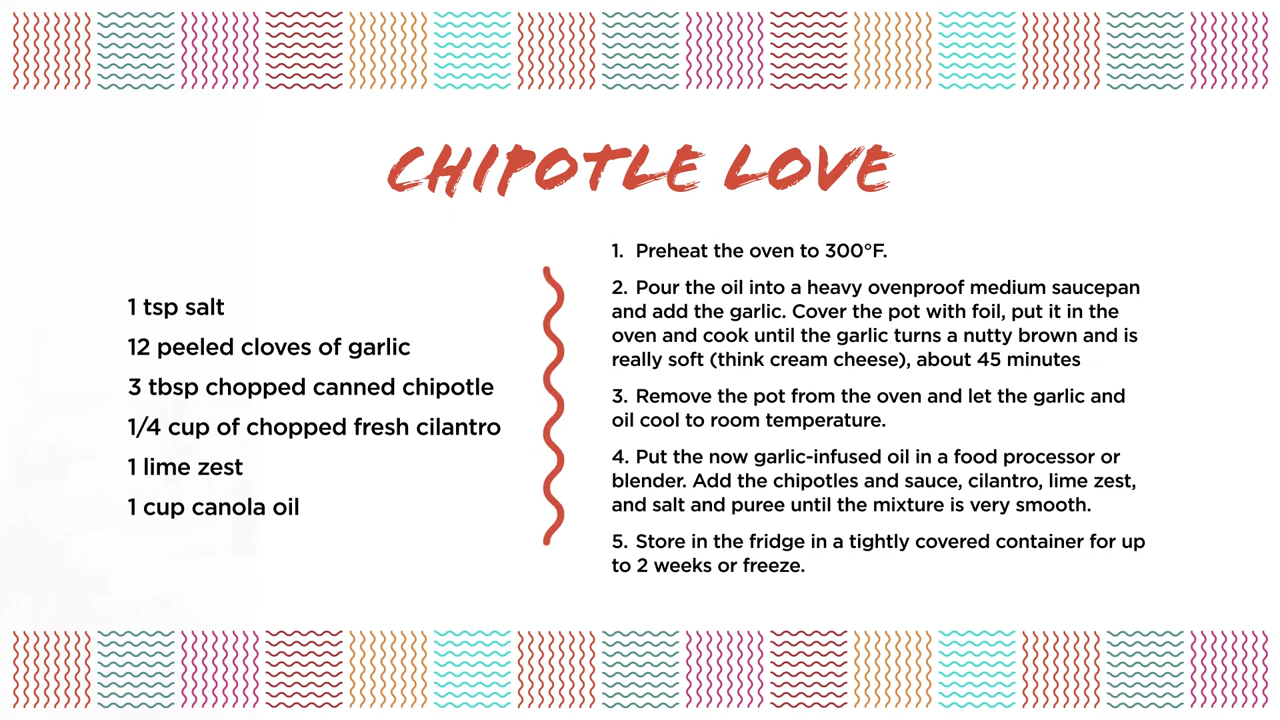 CHIPOTLE LOVE
1 tsp salt
12 peeled cloves of garlic
3 tbsp chopped canned chipotle
1/4 cup of chopped fresh cilantro
1 lime zest
1 cup canola oil
1. Preheat the oven to 300°F.
2. Pour the oil into a heavy ovenproof medium saucepan
and add the garlic. Cover the pot with foil, put it in the
oven and cook until the garlic turns a nutty brown and is
really soft (think cream cheese), about 45 minutes
3. Remove the pot from the oven and let the garlic and
oil cool to room temperature.
4. Put the now garlic-infused oil in a food processor or
blender. Add the chipotles and sauce, cilantro, lime zest,
and salt and puree until the mixture is very smooth.
5. Store in the fridge in a tightly covered container for up
to 2 weeks or freeze.